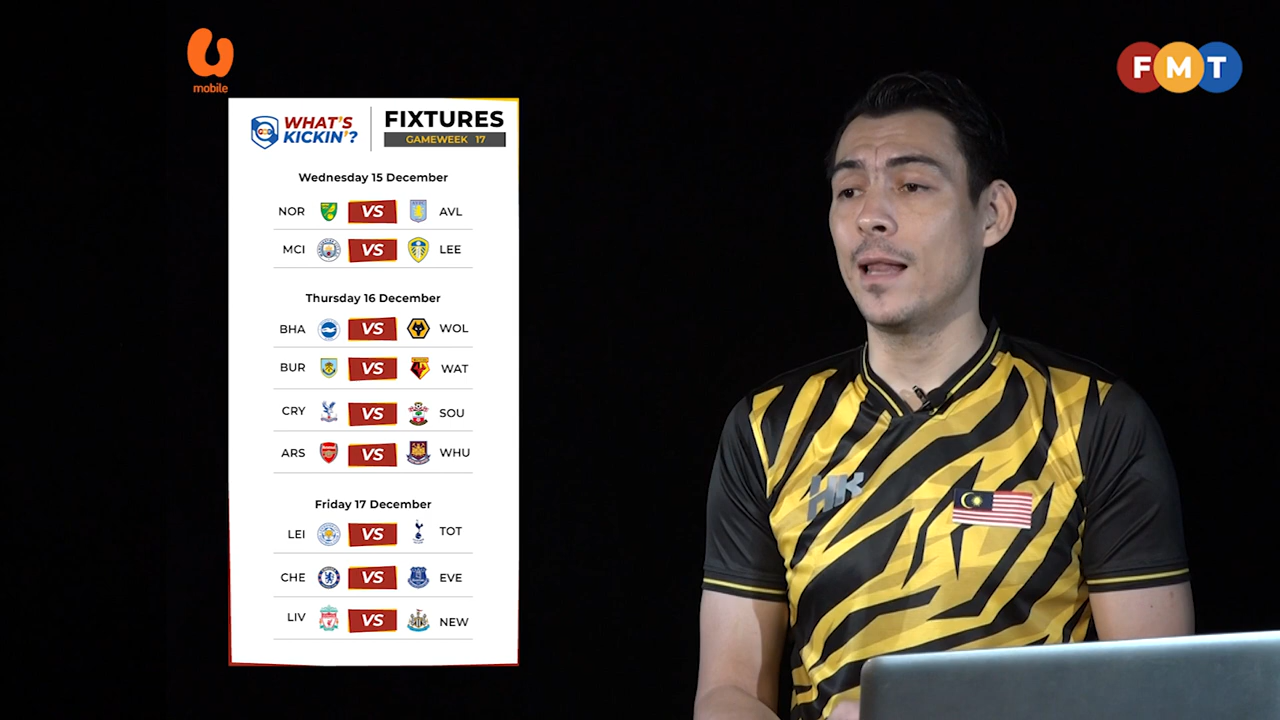 mobile
FMT
WHAT'S
KICKIN'?
FIXTURES
GAMEWEEK 17
Wednesday 15 December
NOR VS AVL
MCI VS LEE
Thursday 16 December
BHA VS WOL
BUR VS WAT
CRY VS SOU
ARS VS WHU
Friday 17 December
LEI VS TOT
CHE VS EVE
LIV VS NEW
HK